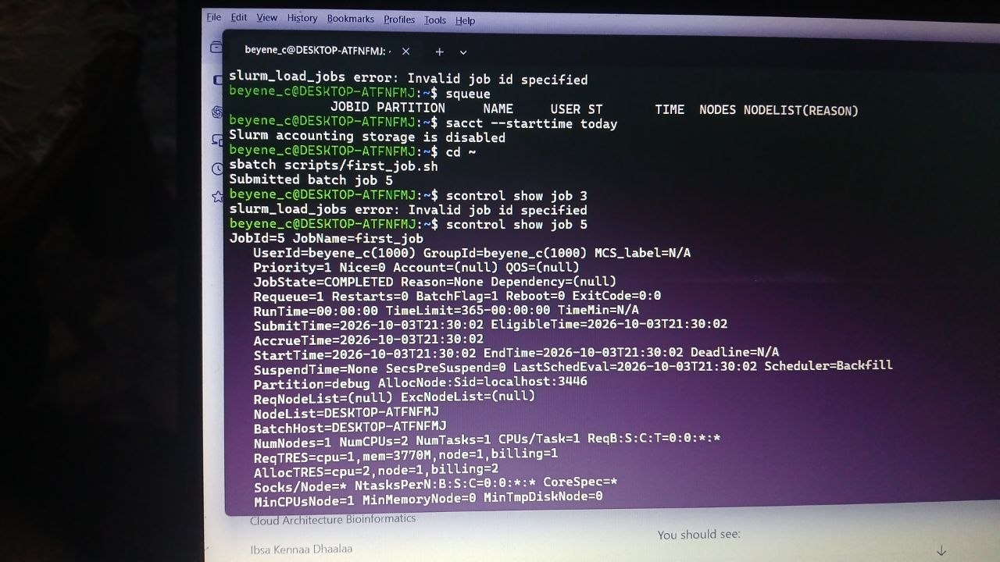 File Edit View History Bookmarks Profiles Tools Help
beyene_c@DESKTOP-ATFNFMJ:
slurm_load_jobs error: Invalid job id specified
beyene_c@DESKTOP-ATFNFMJ:~$ squeue
JOBID PARTITION NAME USER ST TIME NODES NODELIST(REASON)
beyene_c@DESKTOP-ATFNFMJ:~$ sacct --starttime today
Slurm accounting storage is disabled
beyene_c@DESKTOP-ATFNFMJ:~$ cd ~
sbatch scripts/first_job.sh
Submitted batch job 5
beyene_c@DESKTOP-ATFNFMJ:~$ scontrol show job 3
slurm_load_jobs error: Invalid job id specified
beyene_c@DESKTOP-ATFNFMJ:~$ scontrol show job 5
JobId=5 JobName=first_job
UserId=beyene_c(1000) GroupId=beyene_c(1000) MCS_label=N/A
Priority=1 Nice=0 Account=(null) QOS=(null)
JobState=COMPLETED Reason=None Dependency=(null)
Requeue=1 Restarts=0 BatchFlag=1 Reboot=0 ExitCode=0:0
RunTime=00:00:00 TimeLimit=365-00:00:00 TimeMin=N/A
SubmitTime=2026-10-03T21:30:02 EligibleTime=2026-10-03T21:30:02
AccrueTime=2026-10-03T21:30:02
StartTime=2026-10-03T21:30:02 EndTime=2026-10-03T21:30:02 Deadline=N/A
SuspendTime=None SecsPreSuspend=0 LastSchedEval=2026-10-03T21:30:02 Scheduler=Backfill
Partition=debug AllocNode:Sid=localhost:3446
ReqNodeList=(null) ExcNodeList=(null)
NodeList=DESKTOP-ATFNFMJ
BatchHost=DESKTOP-ATFNFMJ
NumNodes=1 NumCPUs=2 NumTasks=1 CPUs/Task=1 ReqB:S:C:T=0:0:*:*
ReqTRES=cpu=1,mem=3770M,node=1,billing=1
AllocTRES=cpu=2,node=1,billing=2
Socks/Node=* NtasksPerN:B:S:C=0:0:*:* CoreSpec=*
MinCPUsNode=1 MinMemoryNode=0 MinTmpDiskNode=0
Cloud Architecture Bioinformatics
You should see:
Ibsa Kennaa Dhaalaa